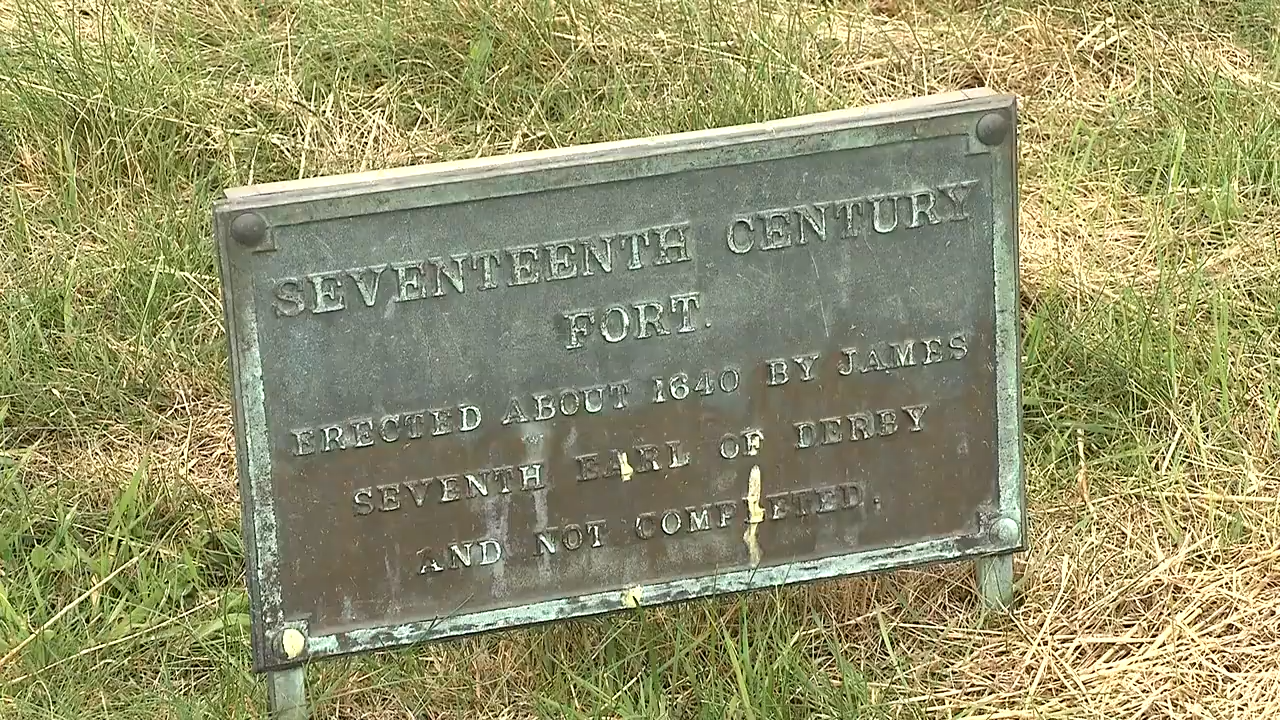 SEVENTEENTH CENTURY
FORT.
ERECTED ABOUT 1640 BY JAMES
SEVENTH EARL OF DERBY
AND NOT COMPLETED.